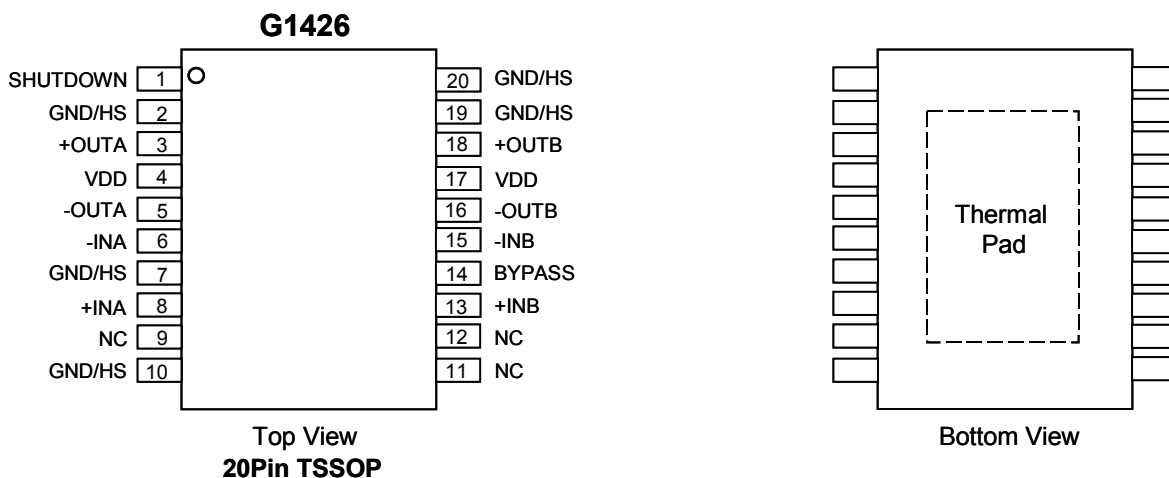 G1426
SHUTDOWN 1
GND/HS 2
+OUTA 3
VDD 4
-OUTA 5
-INA 6
GND/HS 7
+INA 8
NC 9
GND/HS 10
20 GND/HS
19 GND/HS
18 +OUTB
17 VDD
16 -OUTB
15 -INB
14 BYPASS
13 +INB
12 NC
11 NC
Top View
20Pin TSSOP
Thermal
Pad
Bottom View